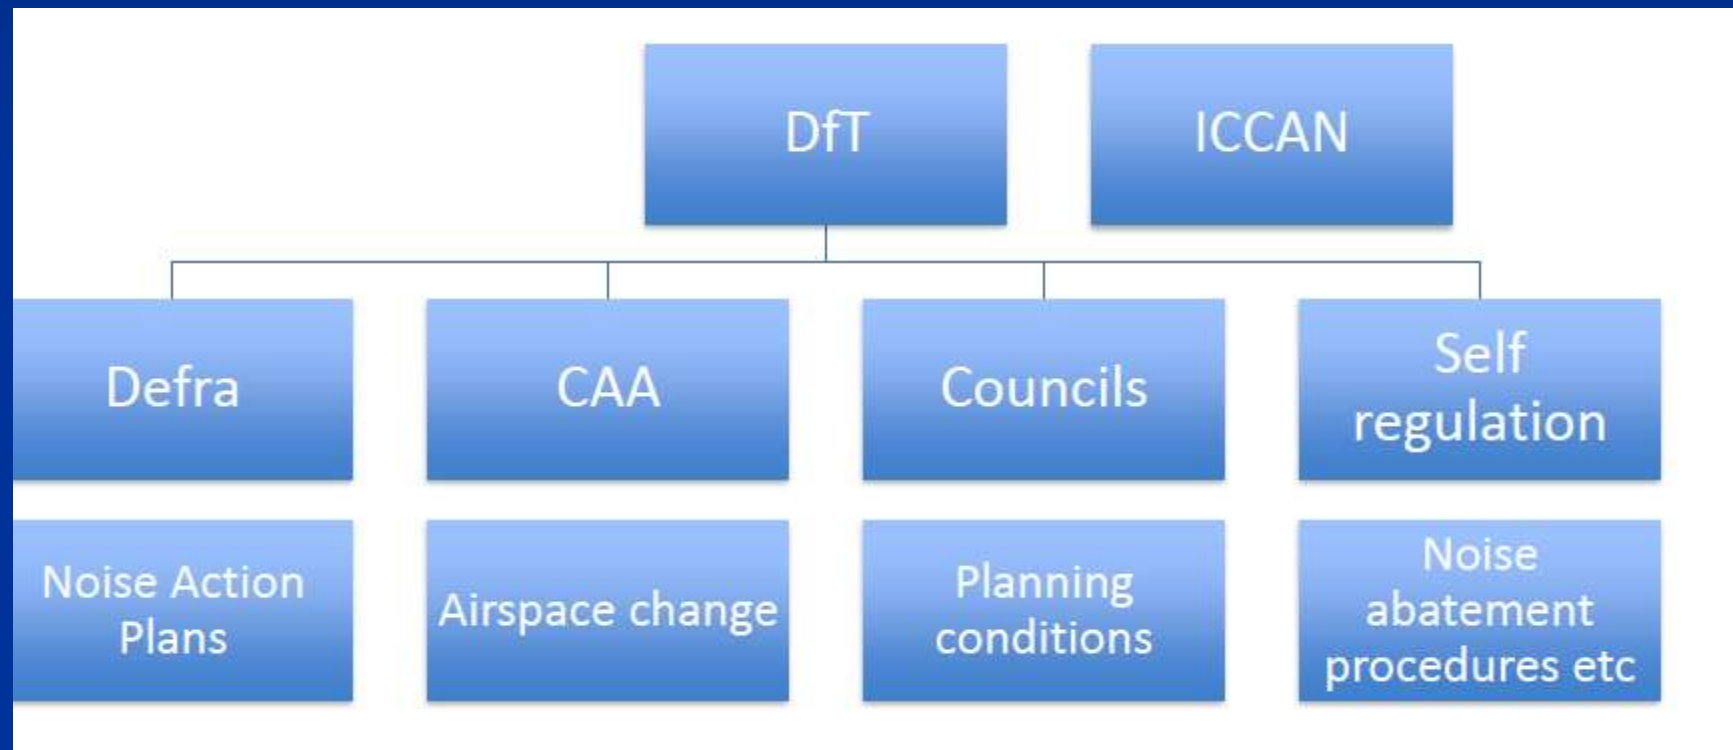 DfT
ICCAN
Defra
CAA
Councils
Self
regulation
Noise Action
Plans
Airspace change
Planning
conditions
Noise
abatement
procedures etc